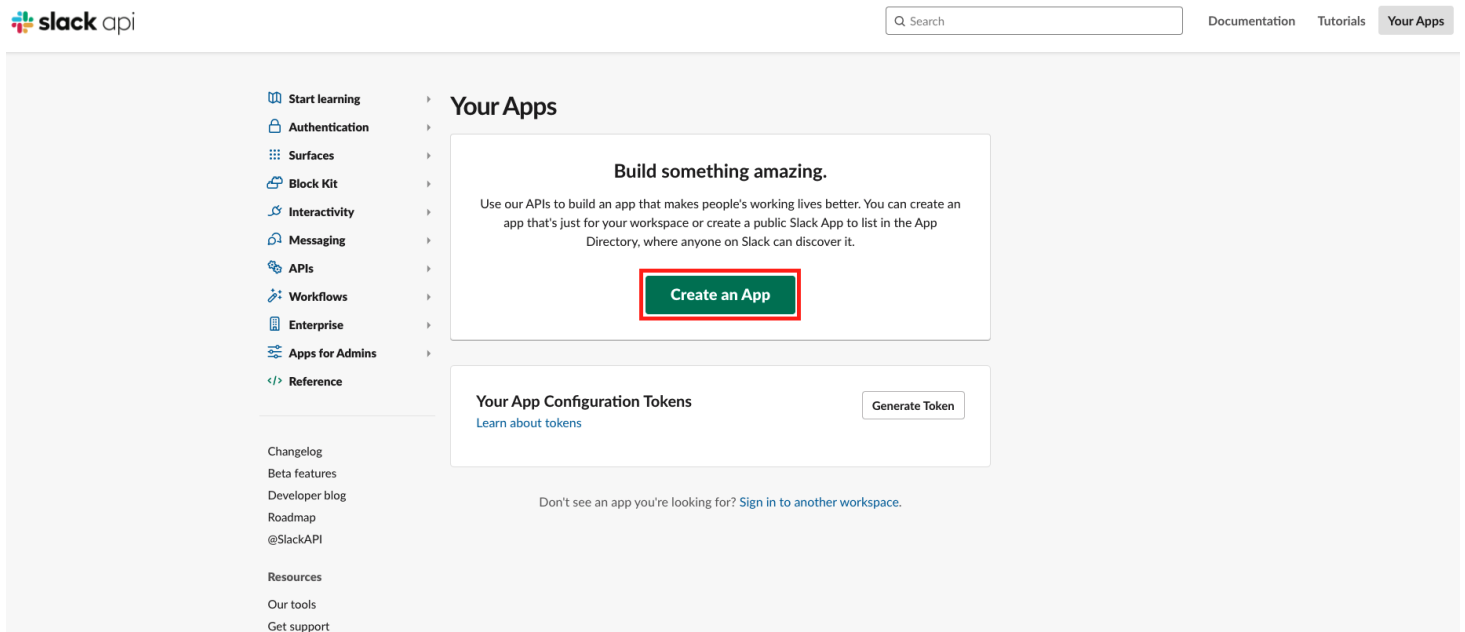 slack api
Search
Documentation
Tutorials
Your Apps
Start learning
Authentication
Surfaces
Block Kit
Interactivity
Messaging
APIs
Workflows
Enterprise
Apps for Admins
Reference
Changelog
Beta features
Developer blog
Roadmap
@SlackAPI
Resources
Our tools
Get support
Your Apps
Build something amazing.
Use our APIs to build an app that makes people's working lives better. You can create an
app that's just for your workspace or create a public Slack App to list in the App
Directory, where anyone on Slack can discover it.
Create an App
Your App Configuration Tokens
Learn about tokens
Generate Token
Don't see an app you're looking for? Sign in to another workspace.